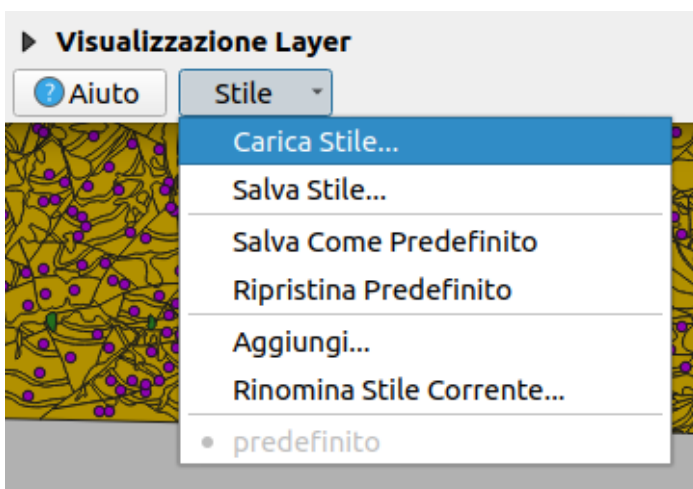 Visualizzazione Layer
Aiuto Stile
Carica Stile...
Salva Stile...
Salva Come Predefinito
Ripristina Predefinito
Aggiungi...
Rinomina Stile Corrente...
predefinito